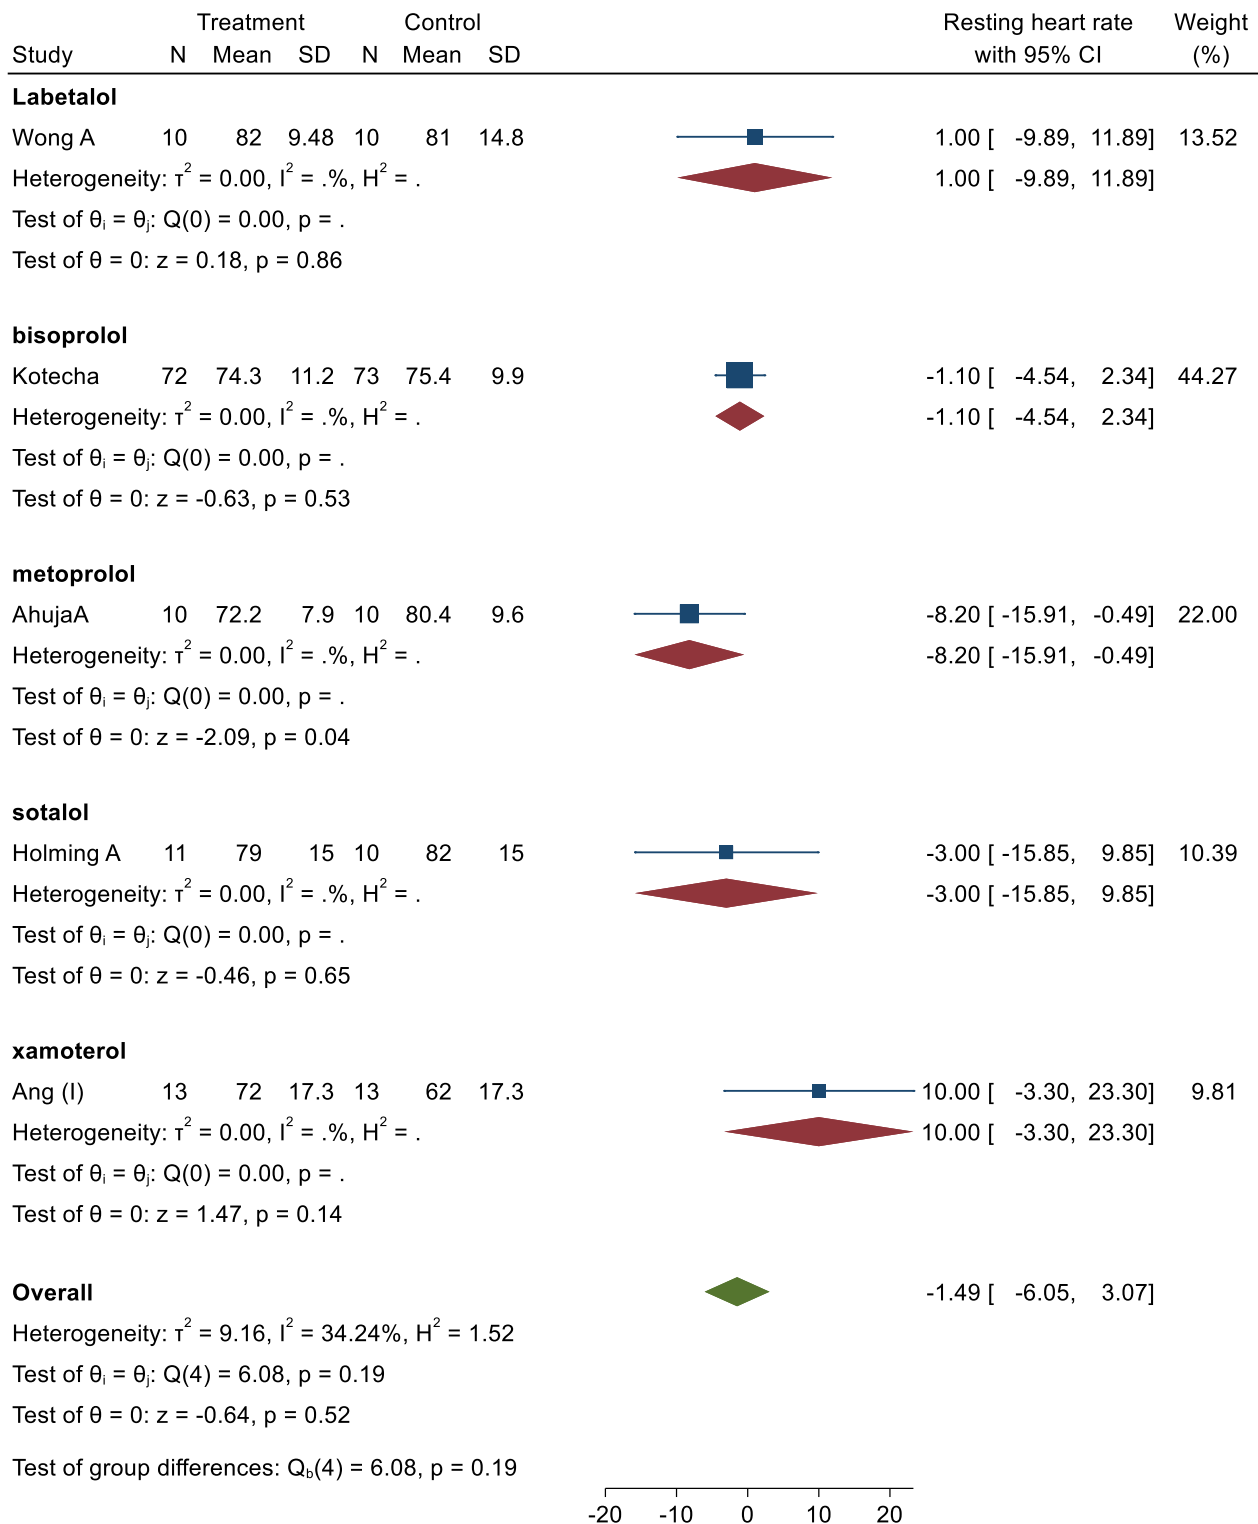 Treatment Control Resting heart rate Weight
Study N Mean SD N Mean SD with 95% CI (%)
Labetalol
Wong A 10 82 9.48 10 81 14.8 1.00 [ -9.89, 11.89] 13.52
Heterogeneity: τ² = 0.00, I² = .%, H² = . 1.00 [ -9.89, 11.89]
Test of θᵢ = θⱼ: Q(0) = 0.00, p = .
Test of θ = 0: z = 0.18, p = 0.86
bisoprolol
Kotecha 72 74.3 11.2 73 75.4 9.9 -1.10 [ -4.54, 2.34] 44.27
Heterogeneity: τ² = 0.00, I² = .%, H² = . -1.10 [ -4.54, 2.34]
Test of θᵢ = θⱼ: Q(0) = 0.00, p = .
Test of θ = 0: z = -0.63, p = 0.53
metoprolol
AhujaA 10 72.2 7.9 10 80.4 9.6 -8.20 [ -15.91, -0.49] 22.00
Heterogeneity: τ² = 0.00, I² = .%, H² = . -8.20 [ -15.91, -0.49]
Test of θᵢ = θⱼ: Q(0) = 0.00, p = .
Test of θ = 0: z = -2.09, p = 0.04
sotalol
Holming A 11 79 15 10 82 15 -3.00 [ -15.85, 9.85] 10.39
Heterogeneity: τ² = 0.00, I² = .%, H² = . -3.00 [ -15.85, 9.85]
Test of θᵢ = θⱼ: Q(0) = 0.00, p = .
Test of θ = 0: z = -0.46, p = 0.65
xamoterol
Ang (I) 13 72 17.3 13 62 17.3 10.00 [ -3.30, 23.30] 9.81
Heterogeneity: τ² = 0.00, I² = .%, H² = . 10.00 [ -3.30, 23.30]
Test of θᵢ = θⱼ: Q(0) = 0.00, p = .
Test of θ = 0: z = 1.47, p = 0.14
Overall -1.49 [ -6.05, 3.07]
Heterogeneity: τ² = 9.16, I² = 34.24%, H² = 1.52
Test of θᵢ = θⱼ: Q(4) = 6.08, p = 0.19
Test of θ = 0: z = -0.64, p = 0.52
Test of group differences: Q_b(4) = 6.08, p = 0.19
-20 -10 0 10 20